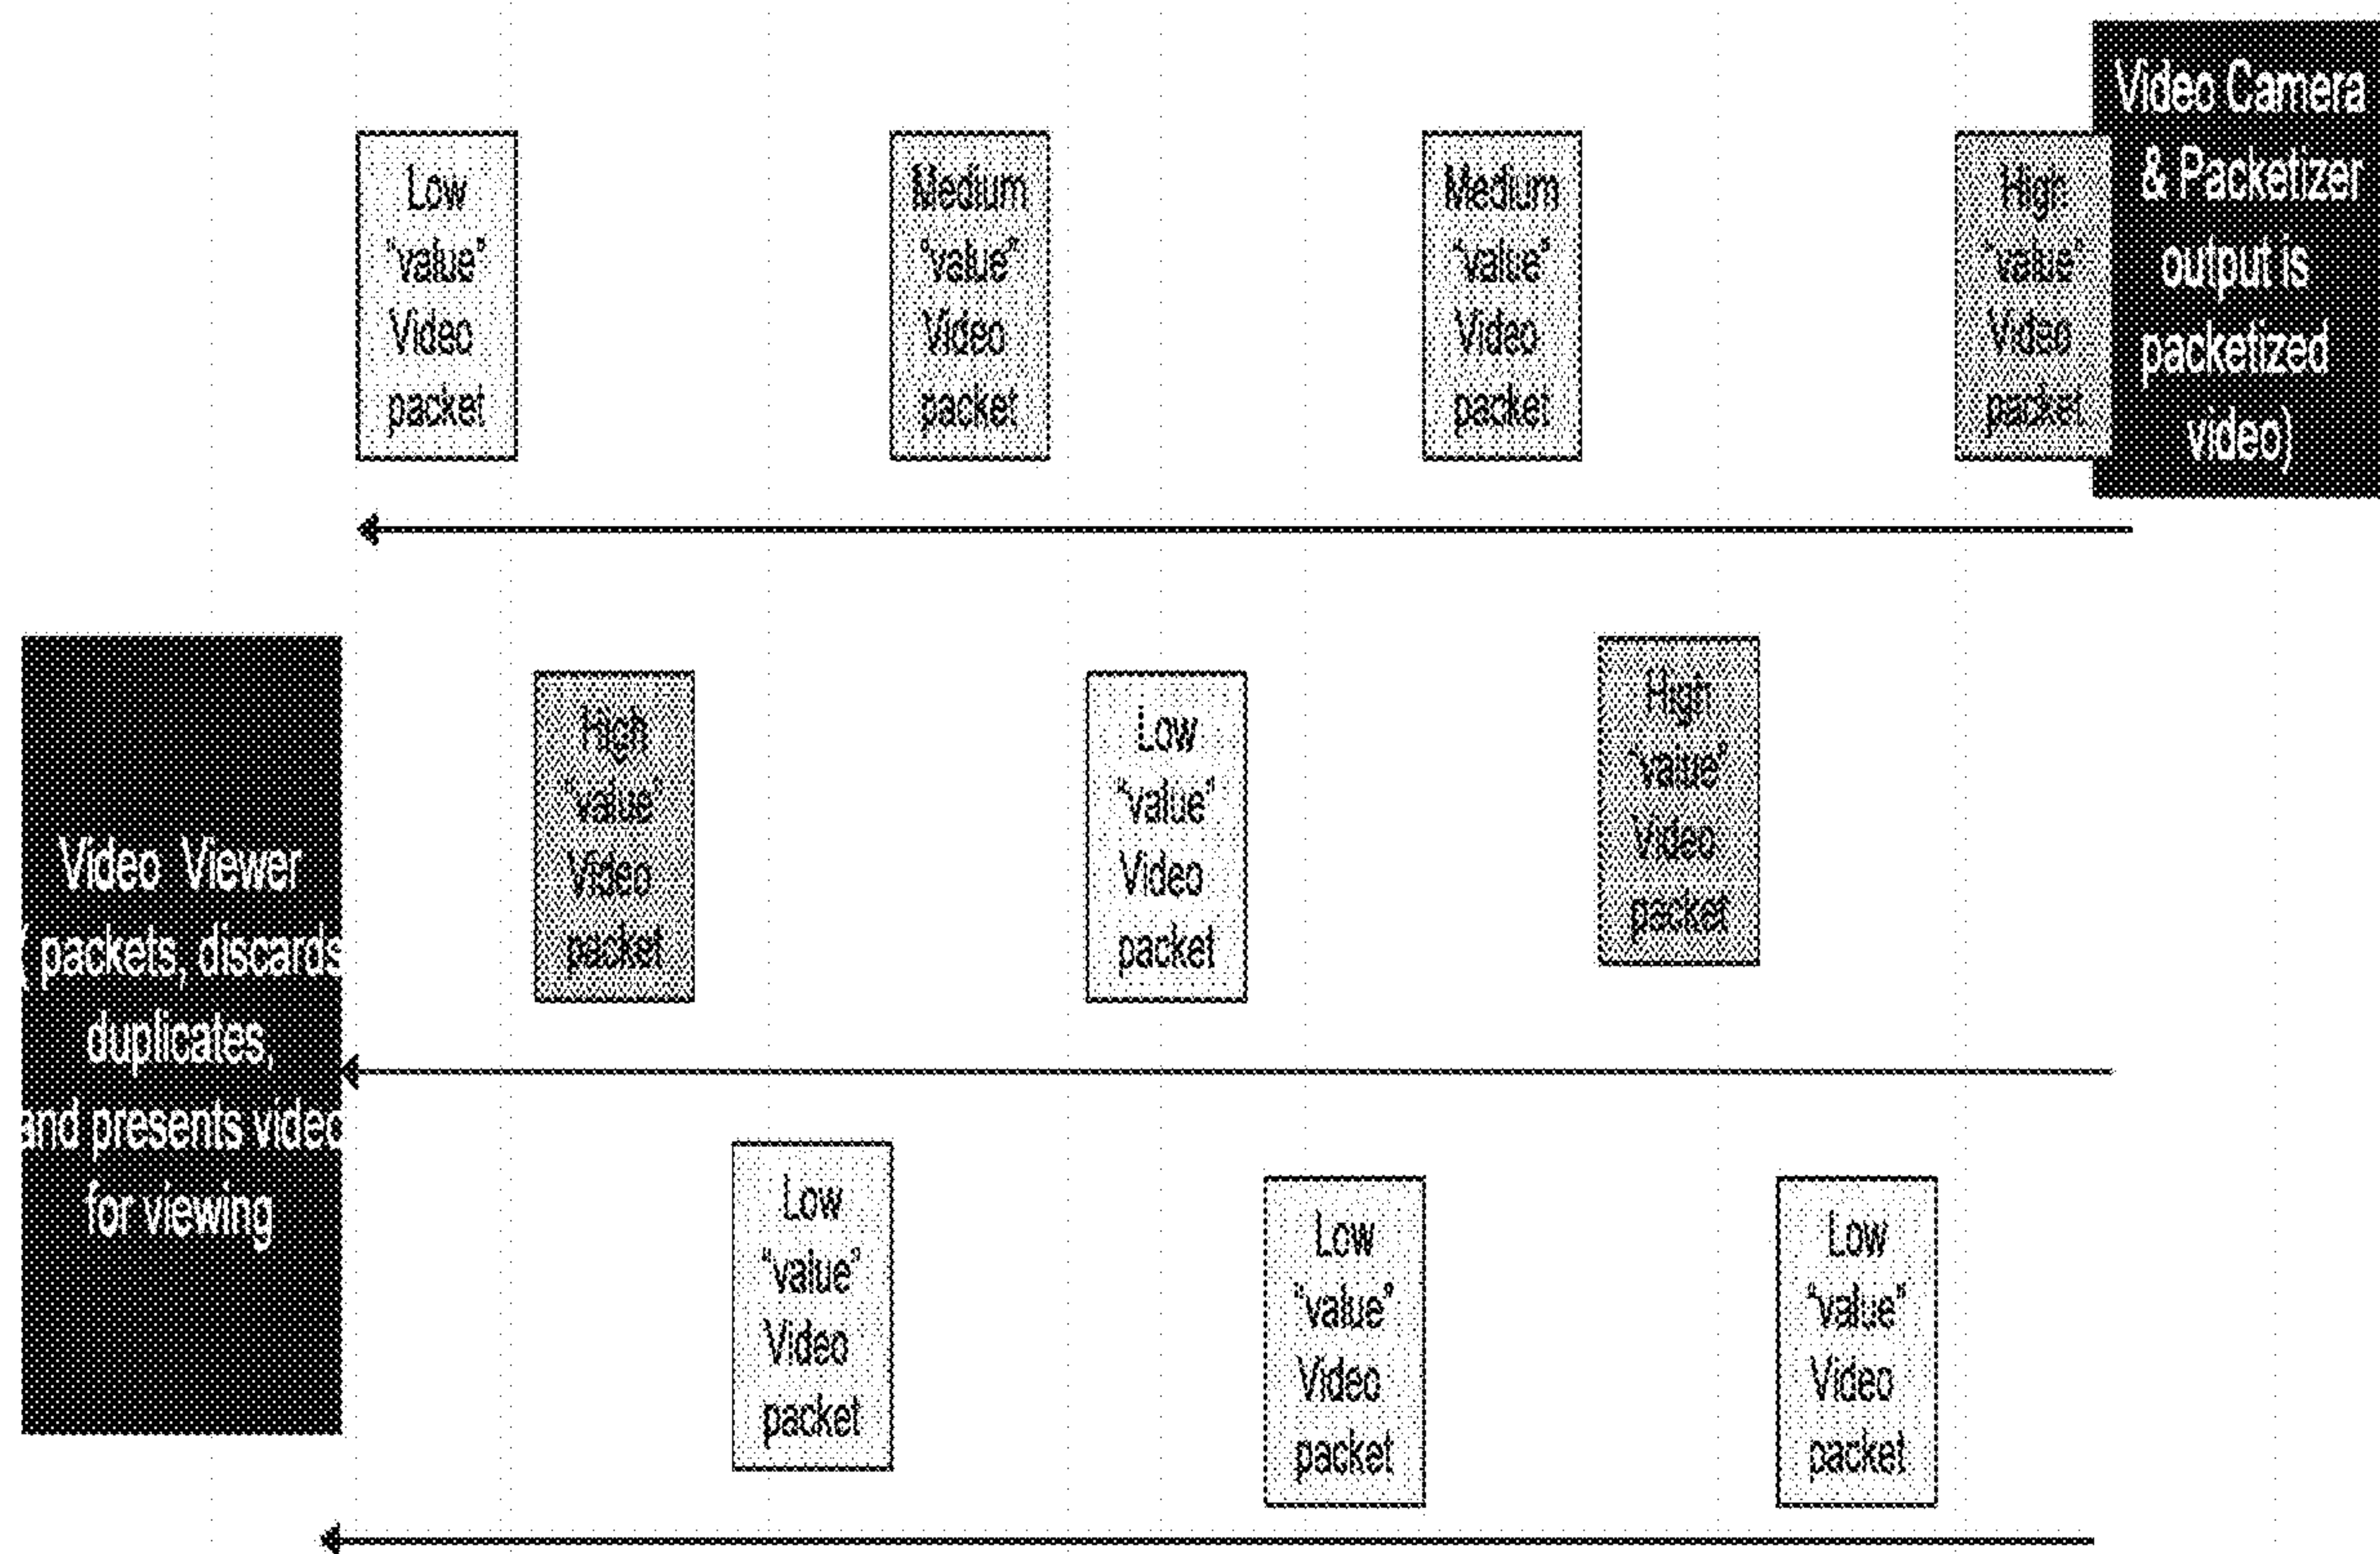 Low
"value"
Video
packet
Medium
"value"
Video
packet
Medium
"value"
Video
packet
High
"value"
Video
packet
Video Camera
& Packetizer
output is
packetized
video)
Video Viewer
( packets, discards
duplicates,
and presents video
for viewing
High
"value"
Video
packet
Low
"value"
Video
packet
High
"value"
Video
packet
Low
"value"
Video
packet
Low
"value"
Video
packet
Low
"value"
Video
packet